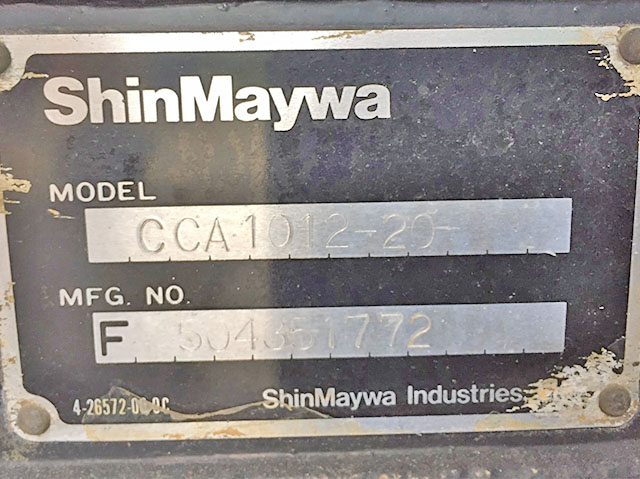 ShinMaywa
MODEL
CCA1012-20-
MFG. NO.
F 504351772
ShinMaywa Industries,